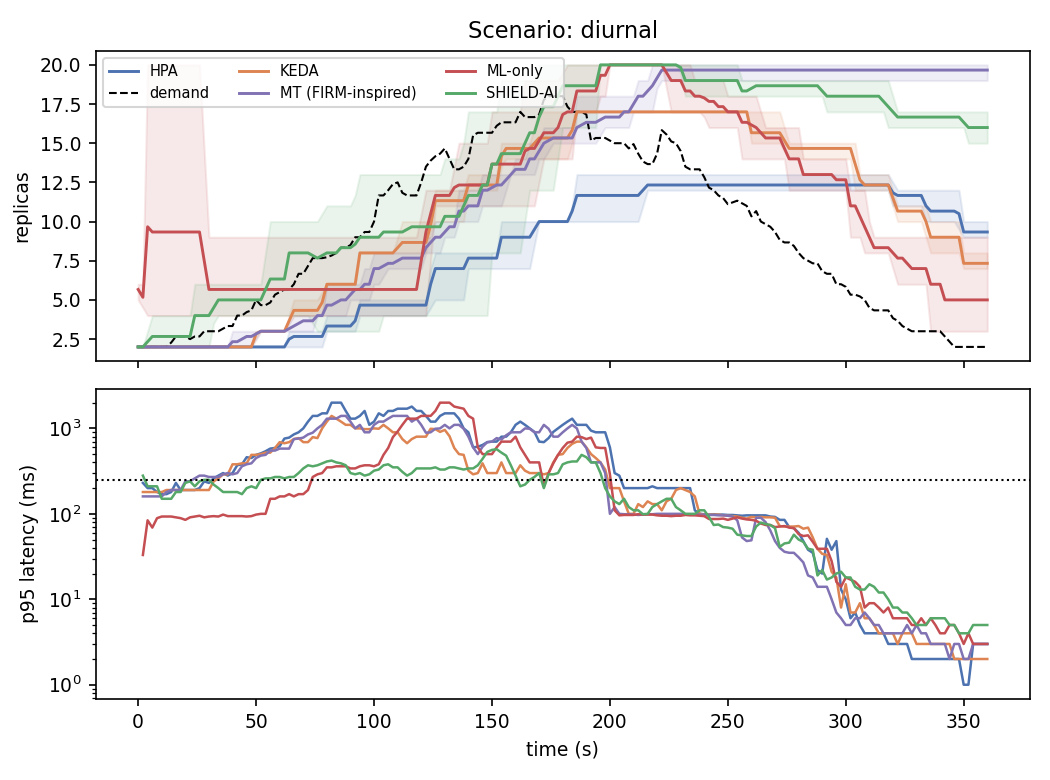 Scenario: diurnal
HPA KEDA ML-only
demand MT (FIRM-inspired) SHIELD-AI
replicas
20.0
17.5
15.0
12.5
10.0
7.5
5.0
2.5
p95 latency (ms)
10³
10²
10¹
10⁰
0 50 100 150 200 250 300 350
time (s)